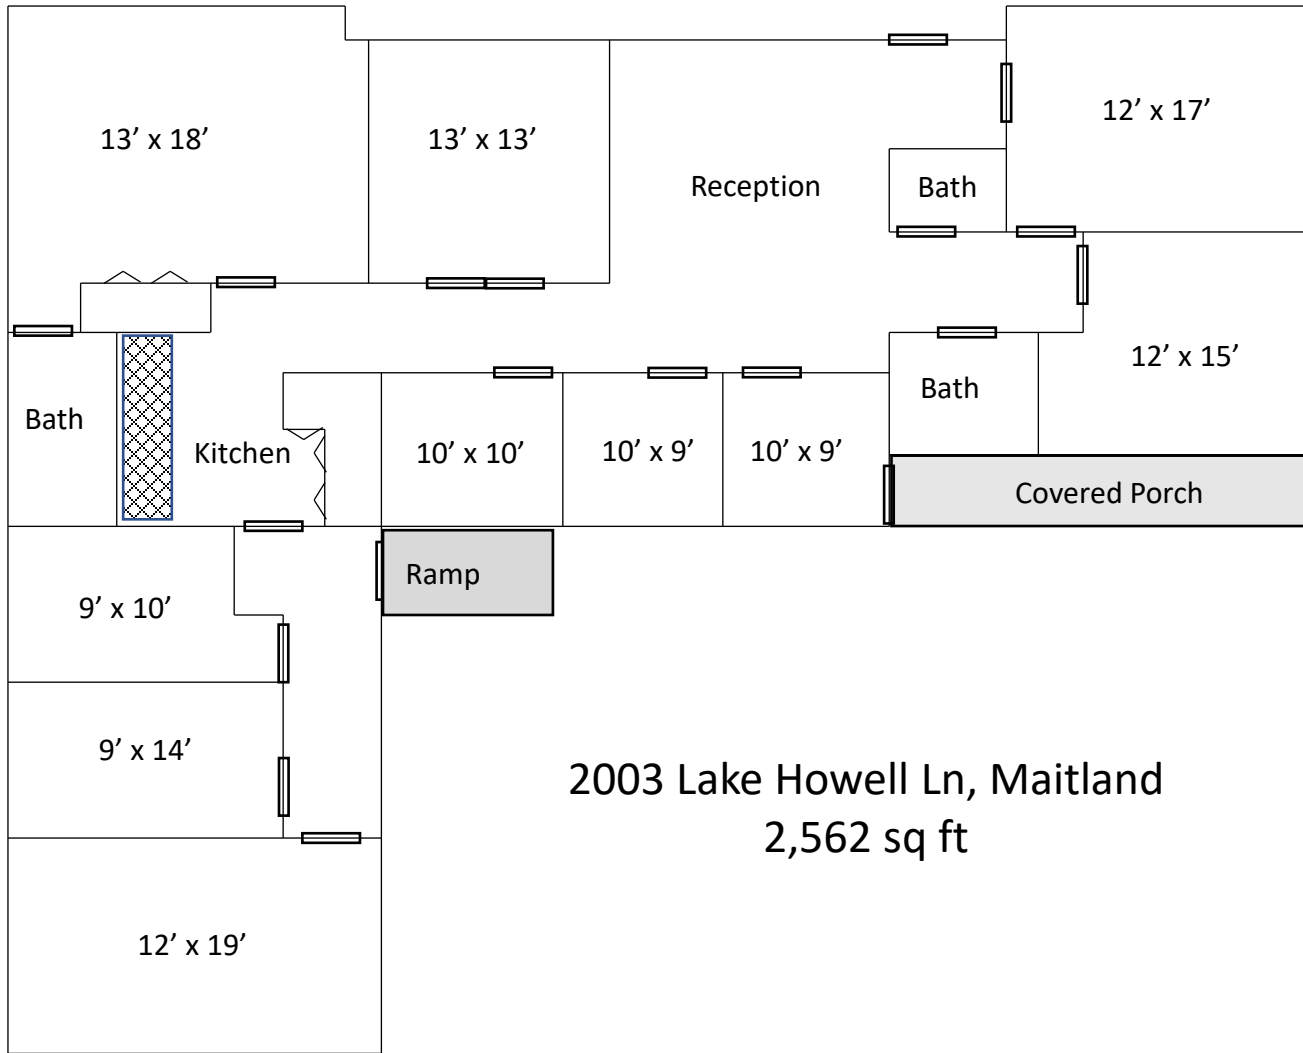 12’ x 17’
13’ x 18’
13’ x 13’
Reception
Bath
12’ x 15’
Bath
Bath
Kitchen
10’ x 10’
10’ x 9’
10’ x 9’
Covered Porch
Ramp
9’ x 10’
9’ x 14’
2003 Lake Howell Ln, Maitland
2,562 sq ft
12’ x 19’